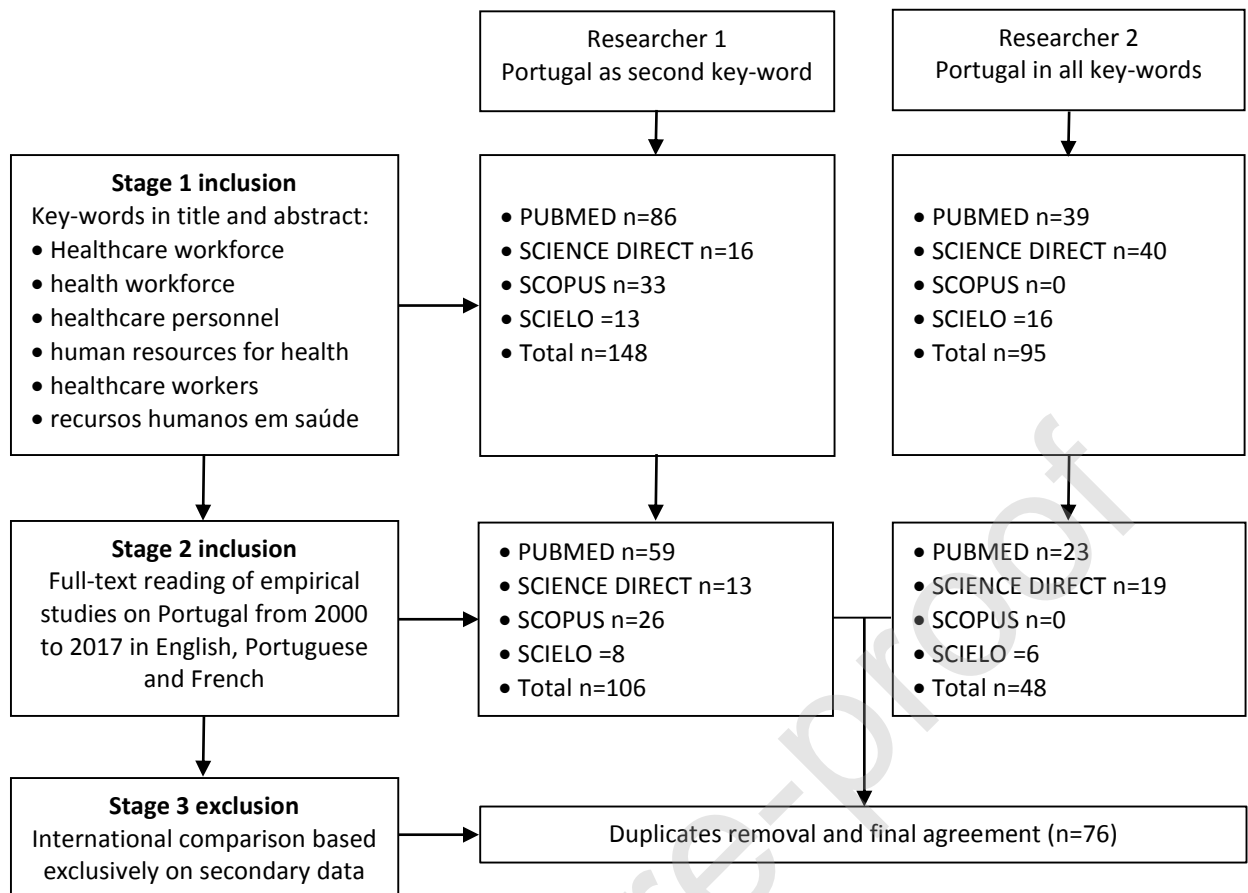 Researcher 1
Portugal as second key-word
Researcher 2
Portugal in all key-words
Stage 1 inclusion
Key-words in title and abstract:
• Healthcare workforce
• health workforce
• healthcare personnel
• human resources for health
• healthcare workers
• recursos humanos em saúde
• PUBMED n=86
• SCIENCE DIRECT n=16
• SCOPUS n=33
• SCIELO =13
• Total n=148
• PUBMED n=39
• SCIENCE DIRECT n=40
• SCOPUS n=0
• SCIELO =16
• Total n=95
Stage 2 inclusion
Full-text reading of empirical
studies on Portugal from 2000
to 2017 in English, Portuguese
and French
• PUBMED n=59
• SCIENCE DIRECT n=13
• SCOPUS n=26
• SCIELO =8
• Total n=106
• PUBMED n=23
• SCIENCE DIRECT n=19
• SCOPUS n=0
• SCIELO =6
• Total n=48
Stage 3 exclusion
International comparison based
exclusively on secondary data
Duplicates removal and final agreement (n=76)
re-proof